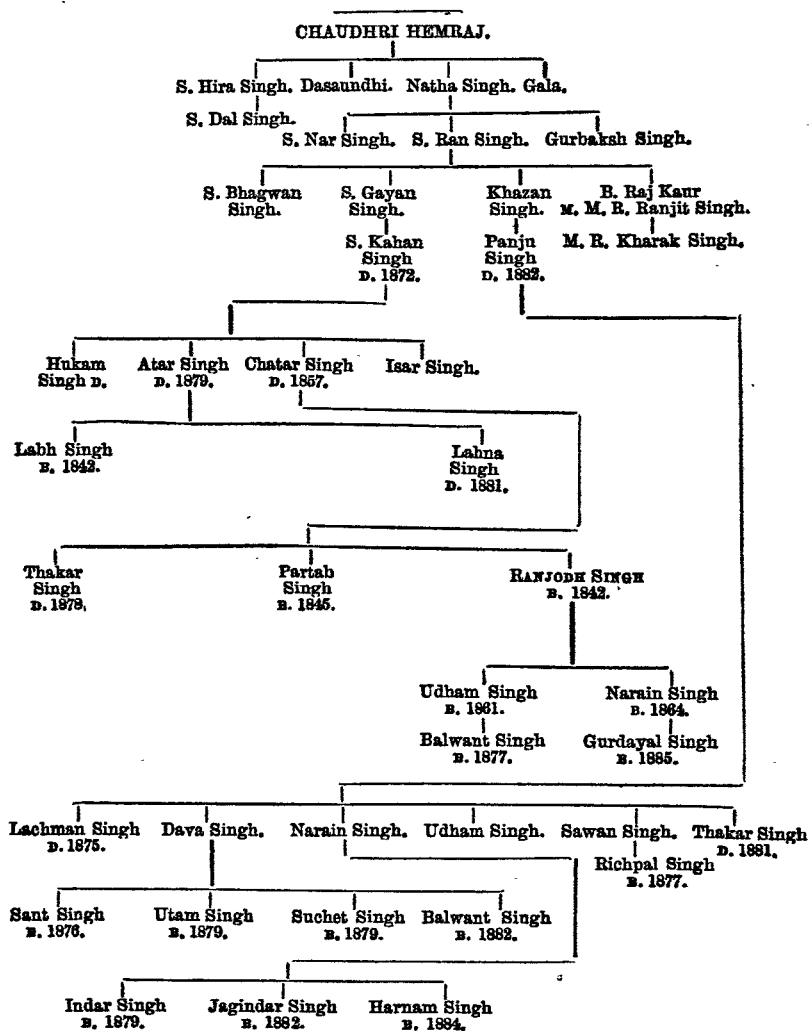 CHAUDHRI HEMRAJ.
S. Hira Singh. Dasaundhi. Natha Singh. Gala.
S. Dal Singh.
S. Nar Singh. S. Ran Singh. Gurbaksh Singh.
S. Bhagwan Singh.
S. Gayan Singh.
Khazan Singh.
B. Raj Kaur
M. M. R. Ranjit Singh.
S. Kahan Singh
D. 1872.
Panju Singh
D. 1882.
M. R. Kharak Singh.
Hukam Singh D.
Atar Singh
D. 1879.
Chatar Singh
D. 1857.
Isar Singh.
Labh Singh
B. 1842.
Lahna Singh
D. 1881.
Thakar Singh
D. 1878.
Partab Singh
B. 1845.
RANJODH SINGH
B. 1842.
Udham Singh
B. 1861.
Narain Singh
B. 1864.
Balwant Singh
B. 1877.
Gurdayal Singh
B. 1885.
Lachman Singh
D. 1875.
Dava Singh. Narain Singh. Udham Singh. Sawan Singh. Thakar Singh
D. 1881.
Richpal Singh
B. 1877.
Sant Singh
B. 1876.
Utam Singh
B. 1879.
Suchet Singh
B. 1879.
Balwant Singh
B. 1882.
Indar Singh
B. 1879.
Jagindar Singh
B. 1882.
Harnam Singh
B. 1884.